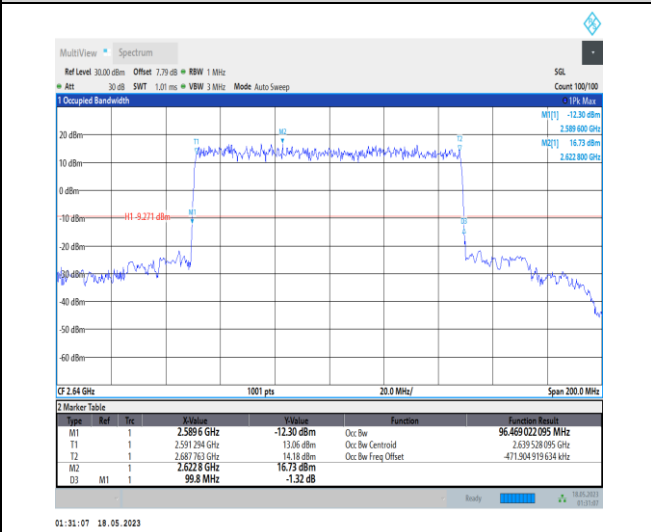 MultiView Spectrum
Ref Level 30.00 dBm Offset 7.79 dB RBW 1 MHz SGL
Att 30 dB SWT 1.01 ms VBW 3 MHz Mode Auto Sweep Count 100/100
1 Occupied Bandwidth 1Pk Max
M1[1] -12.30 dBm
2.589 600 GHz
M2[1] 16.73 dBm
2.622 800 GHz
20 dBm
10 dBm
0 dBm
-10 dBm
-20 dBm
-30 dBm
-40 dBm
-50 dBm
-60 dBm
T1
M2
T2
H1 -9.271 dBm
M1
D3
CF 2.64 GHz 1001 pts 20.0 MHz/ Span 200.0 MHz
2 Marker Table
Type Ref Trc X-Value Y-Value Function Function Result
M1 1 2.589 6 GHz -12.30 dBm Occ Bw 96.469 022 095 MHz
T1 1 2.591 294 GHz 13.06 dBm Occ Bw Centroid 2.639 528 095 GHz
T2 1 2.687 763 GHz 14.18 dBm Occ Bw Freq Offset -471.904 919 634 kHz
M2 1 2.622 8 GHz 16.73 dBm
D3 M1 1 99.8 MHz -1.32 dB
Ready 18.05.2023
01:31:07
01:31:07 18.05.2023